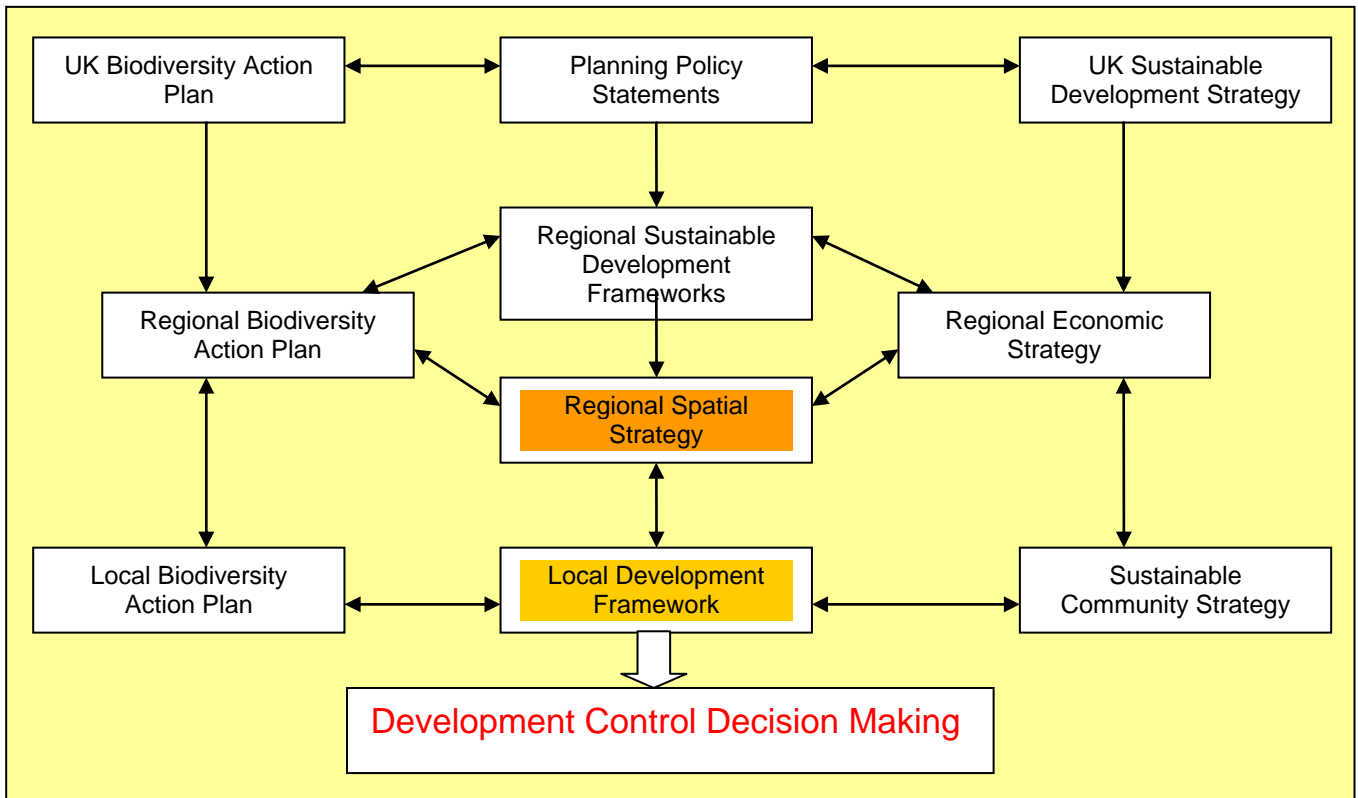 UK Biodiversity Action
Plan
Planning Policy
Statements
UK Sustainable
Development Strategy
Regional Sustainable
Development
Frameworks
Regional Biodiversity
Action Plan
Regional Economic
Strategy
Regional Spatial
Strategy
Local Biodiversity
Action Plan
Local Development
Framework
Sustainable
Community Strategy
Development Control Decision Making